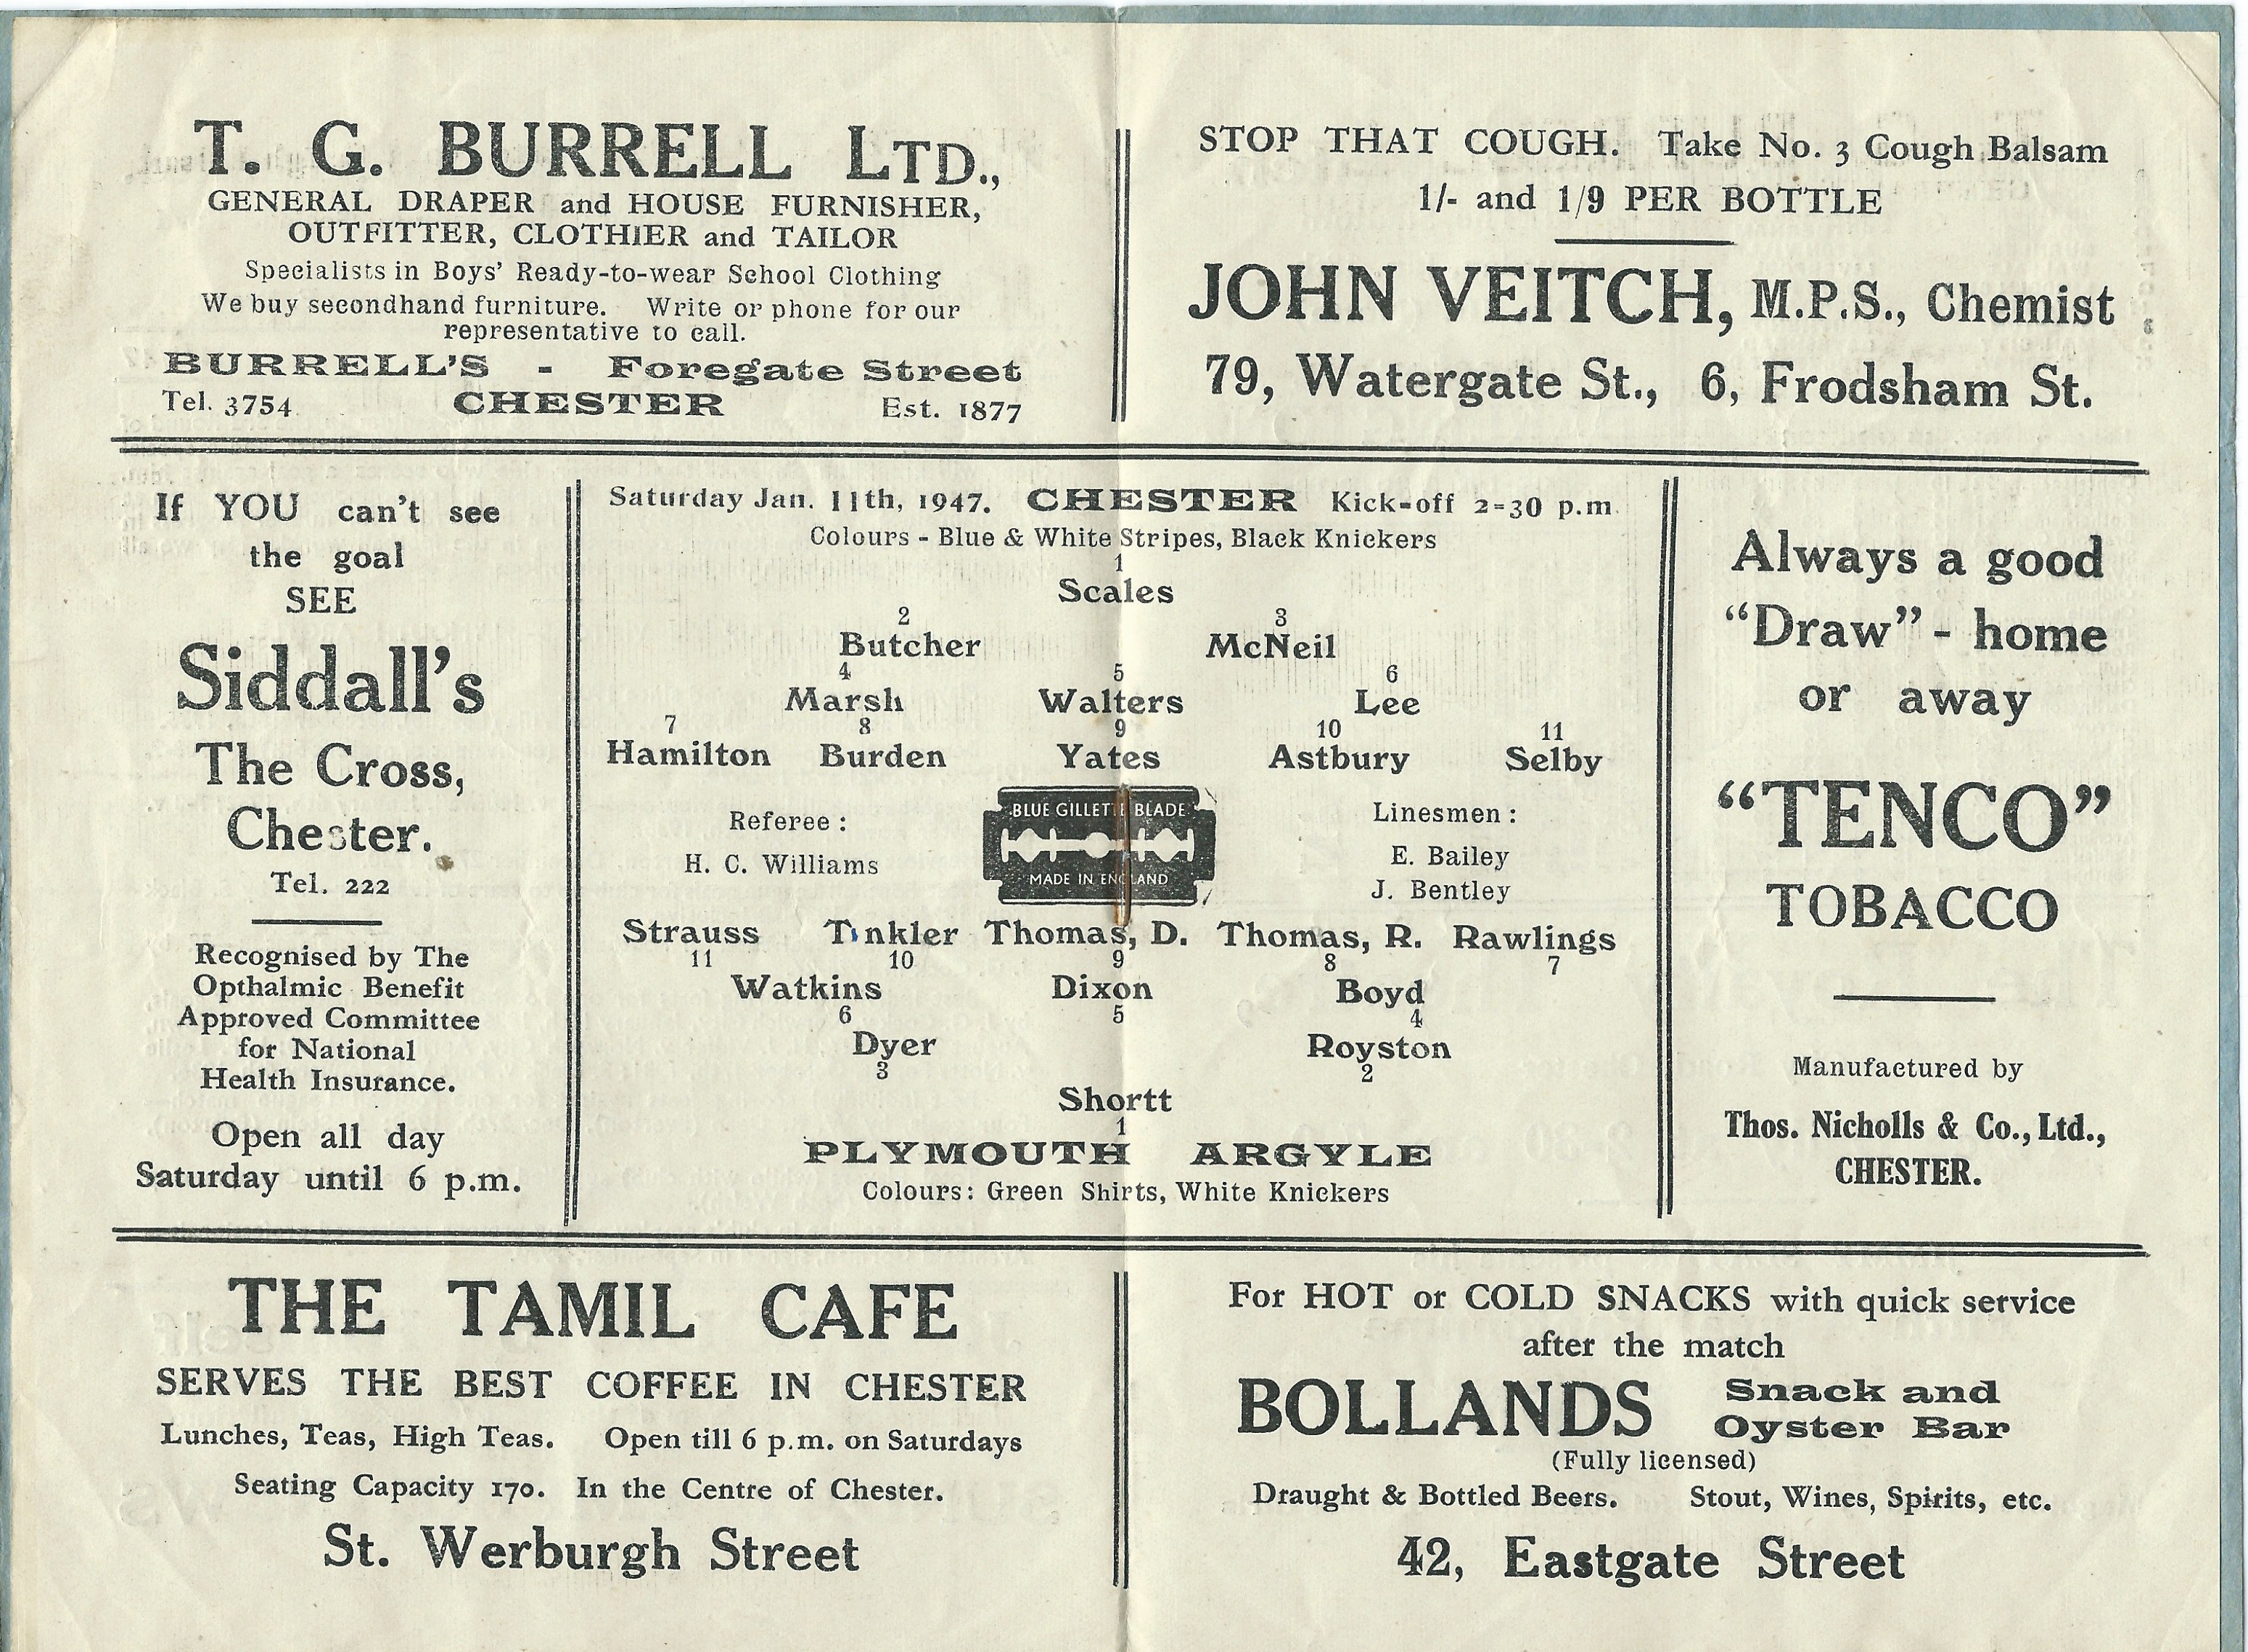 T. G. BURRELL LTD.,
GENERAL DRAPER and HOUSE FURNISHER,
OUTFITTER, CLOTHIER and TAILOR
Specialists in Boys' Ready-to-wear School Clothing
We buy secondhand furniture. Write or phone for our
representative to call.
BURRELL'S - Foregate Street
Tel. 3754 CHESTER Est. 1877
STOP THAT COUGH. Take No. 3 Cough Balsam
1/- and 1/9 PER BOTTLE
JOHN VEITCH, M.P.S., Chemist
79, Watergate St., 6, Frodsham St.
If YOU can't see
the goal
SEE
Siddall's
The Cross,
Chester.
Tel. 222
Recognised by The
Opthalmic Benefit
Approved Committee
for National
Health Insurance.
Open all day
Saturday until 6 p.m.
Saturday Jan. 11th, 1947. CHESTER Kick-off 2-30 p.m.
Colours - Blue & White Stripes, Black Knickers
1
Scales
2 3
Butcher McNeil
4 5 6
Marsh Walters Lee
7 8 9 10 11
Hamilton Burden Yates Astbury Selby
Referee :
H. C. Williams
BLUE GILLETTE BLADE
MADE IN ENGLAND
Linesmen :
E. Bailey
J. Bentley
Strauss Tinkler Thomas, D. Thomas, R. Rawlings
11 10 9 8 7
Watkins Dixon Boyd
6 5 4
Dyer Royston
3 2
Shortt
1
PLYMOUTH ARGYLE
Colours: Green Shirts, White Knickers
Always a good
"Draw" - home
or away
"TENCO"
TOBACCO
Manufactured by
Thos. Nicholls & Co., Ltd.,
CHESTER.
THE TAMIL CAFE
SERVES THE BEST COFFEE IN CHESTER
Lunches, Teas, High Teas. Open till 6 p.m. on Saturdays
Seating Capacity 170. In the Centre of Chester.
St. Werburgh Street
For HOT or COLD SNACKS with quick service
after the match
BOLLANDS Snack and
Oyster Bar
(Fully licensed)
Draught & Bottled Beers. Stout, Wines, Spirits, etc.
42, Eastgate Street